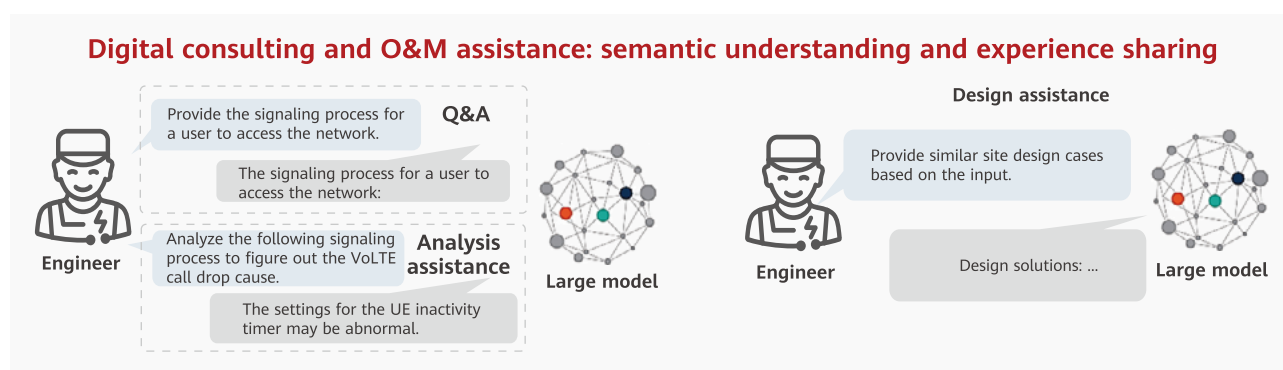 Digital consulting and O&M assistance: semantic understanding and experience sharing
Provide the signaling process for
a user to access the network.
Q&A
The signaling process for a user to
access the network:
Analyze the following signaling
process to figure out the VoLTE
call drop cause.
Analysis
assistance
The settings for the UE inactivity
timer may be abnormal.
Engineer
Large model
Design assistance
Provide similar site design cases
based on the input.
Design solutions: ...
Engineer
Large model